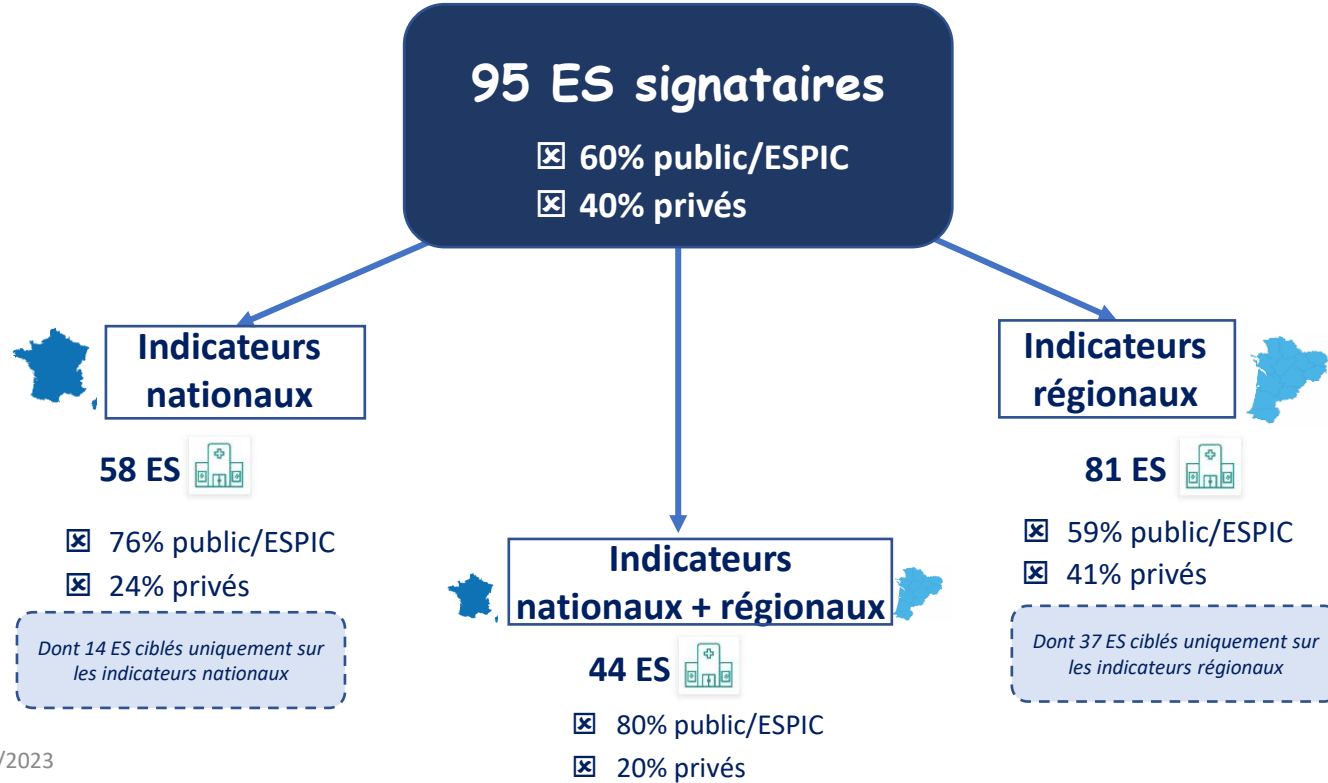 95 ES signataires
60% public/ESPIC
40% privés
Indicateurs
nationaux
58 ES
76% public/ESPIC
24% privés
Dont 14 ES ciblés uniquement sur
les indicateurs nationaux
Indicateurs
nationaux + régionaux
44 ES
80% public/ESPIC
20% privés
Indicateurs
régionaux
81 ES
59% public/ESPIC
41% privés
Dont 37 ES ciblés uniquement sur
les indicateurs régionaux
/2023